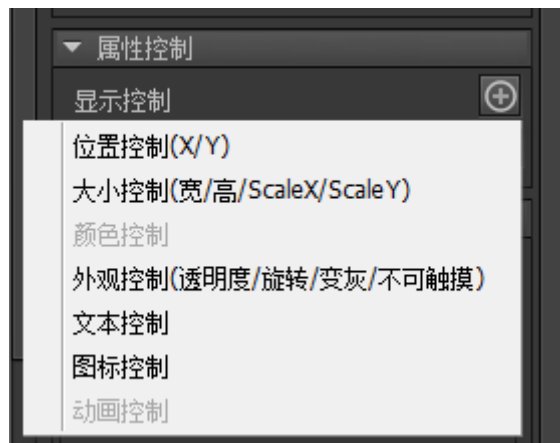 属性控制
显示控制
位置控制(X/Y)
大小控制(宽/高/ScaleX/ScaleY)
颜色控制
外观控制(透明度/旋转/变灰/不可触摸)
文本控制
图标控制
动画控制